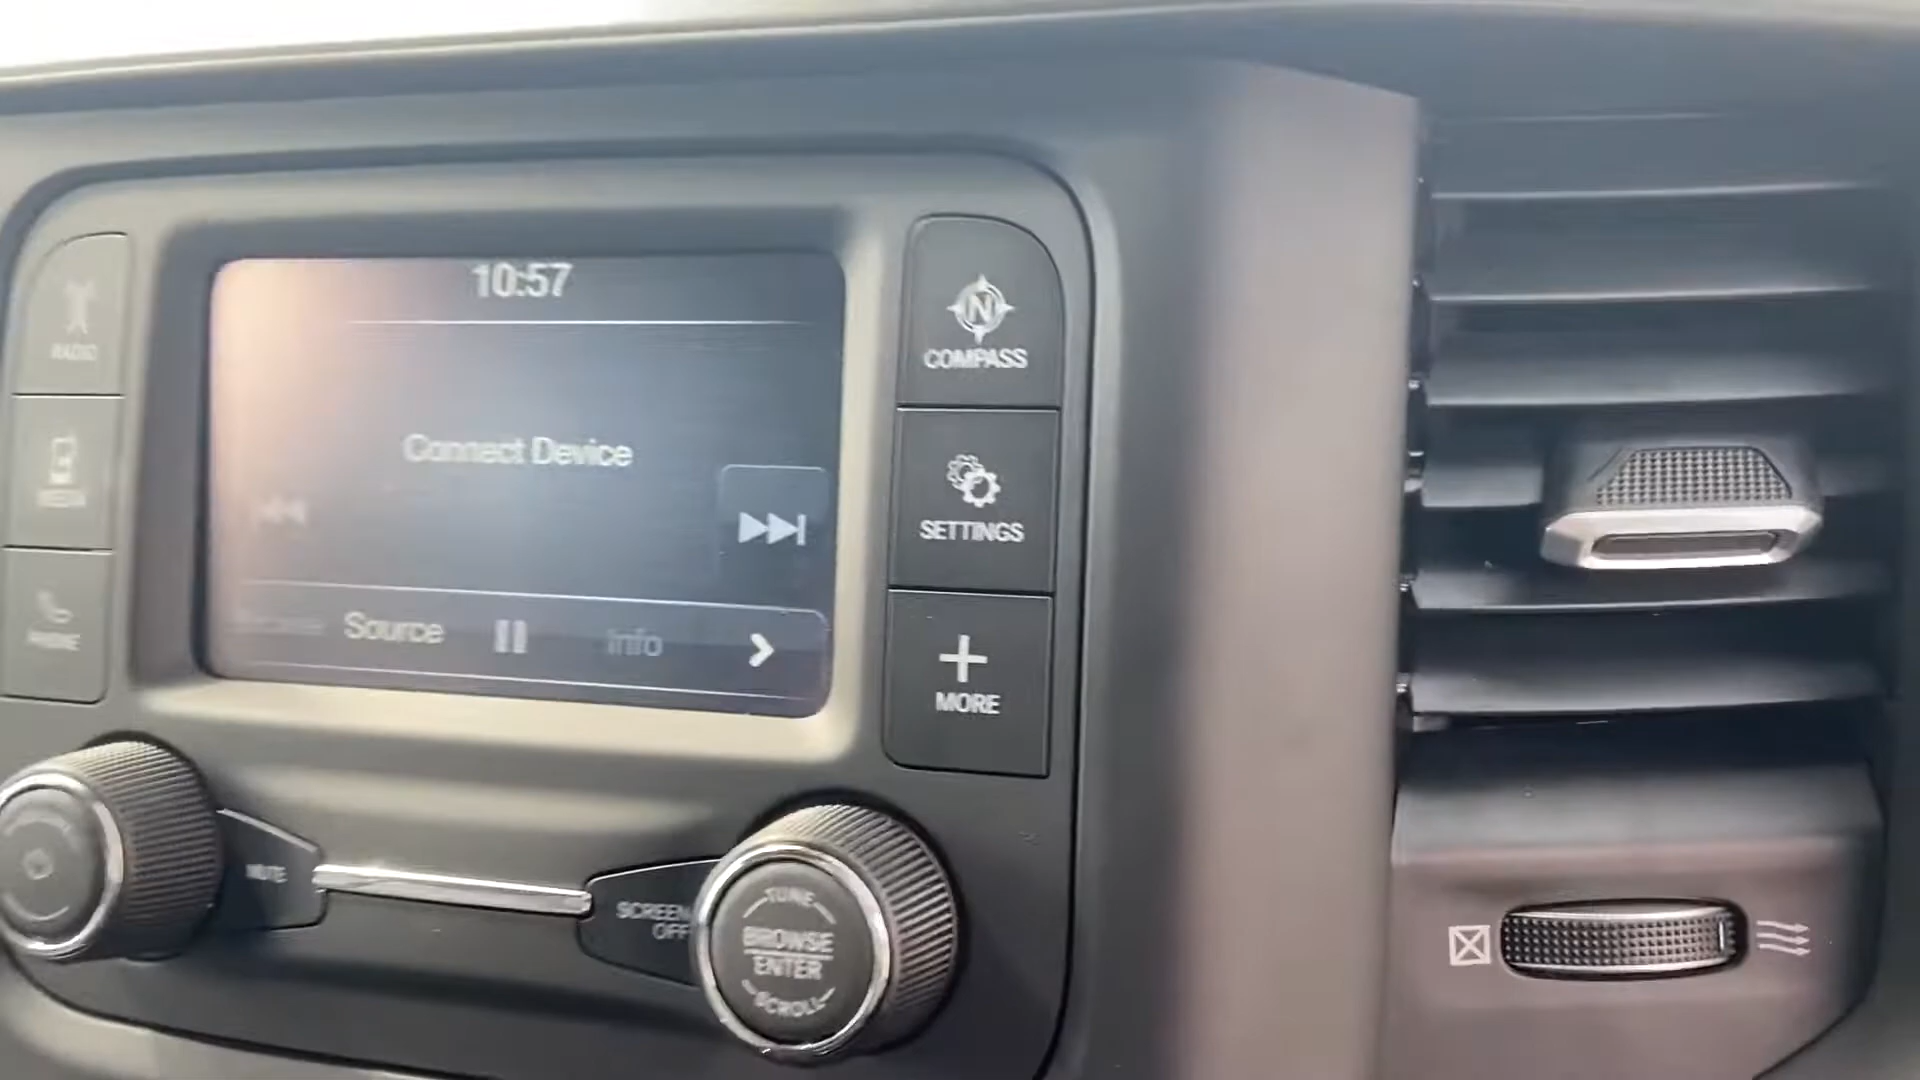 10:57
RADIO
N
COMPASS
Connect Device
MEDIA
SETTINGS
PHONE
Source
Info
MORE
MUTE
SCREEN
OFF
TUNE
BROWSE
ENTER
SCROLL